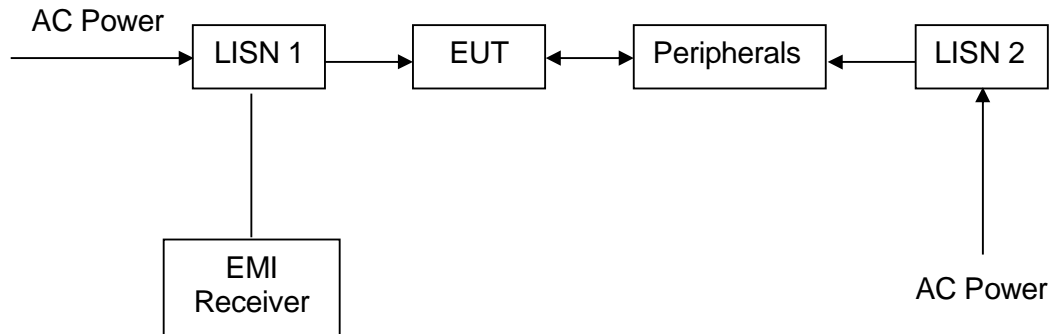 AC Power
LISN 1
EUT
Peripherals
LISN 2
EMI
Receiver
AC Power